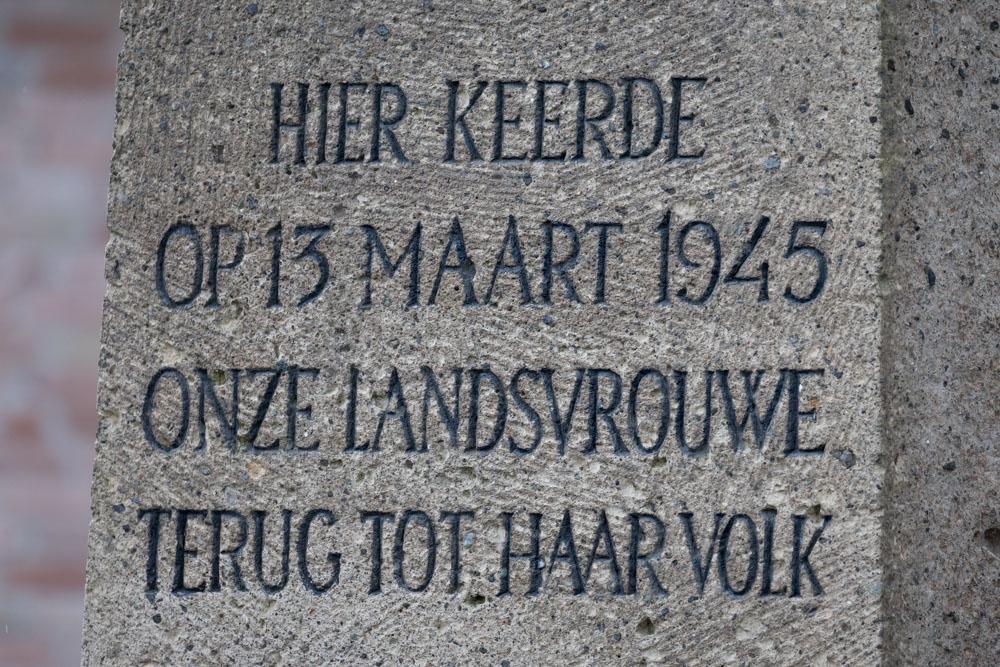 HIER KEERDE
OP 13 MAART 1945
ONZE LANDSVROUWE
TERUG TOT HAAR VOLK